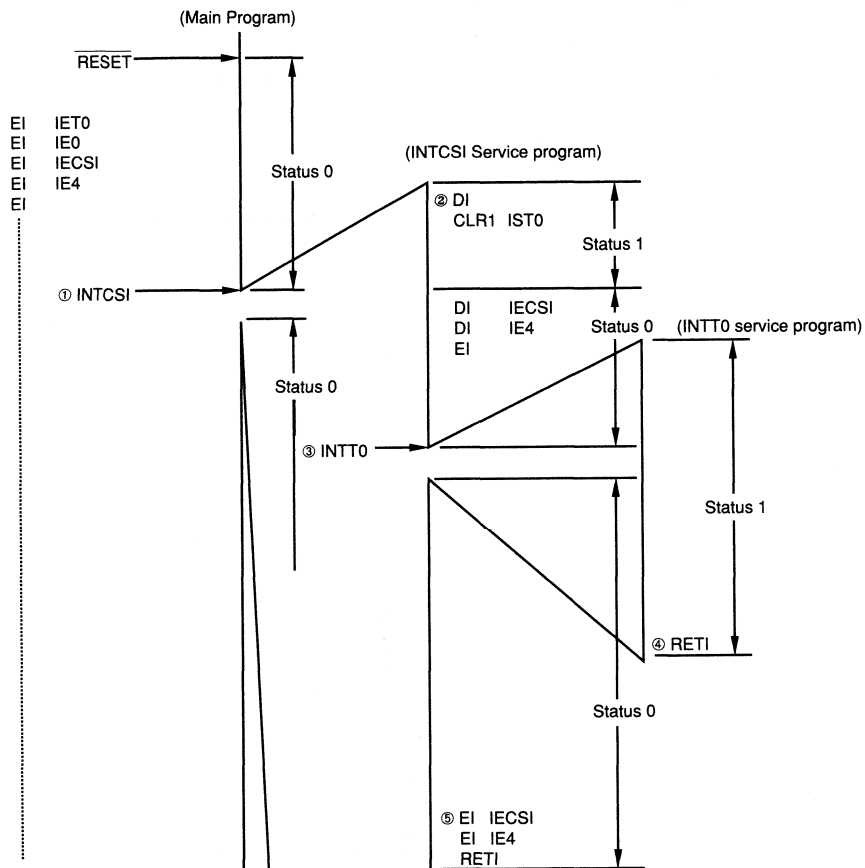 (Main Program)
RESET
EI IET0
EI IE0
EI IECSI
EI IE4
EI
Status 0
(INTCSI Service program)
② DI
CLR1 IST0
Status 1
① INTCSI
DI IECSI
DI IE4
EI
Status 0
(INTT0 service program)
Status 0
③ INTT0
Status 1
④ RETI
Status 0
⑤ EI IECSI
EI IE4
RETI